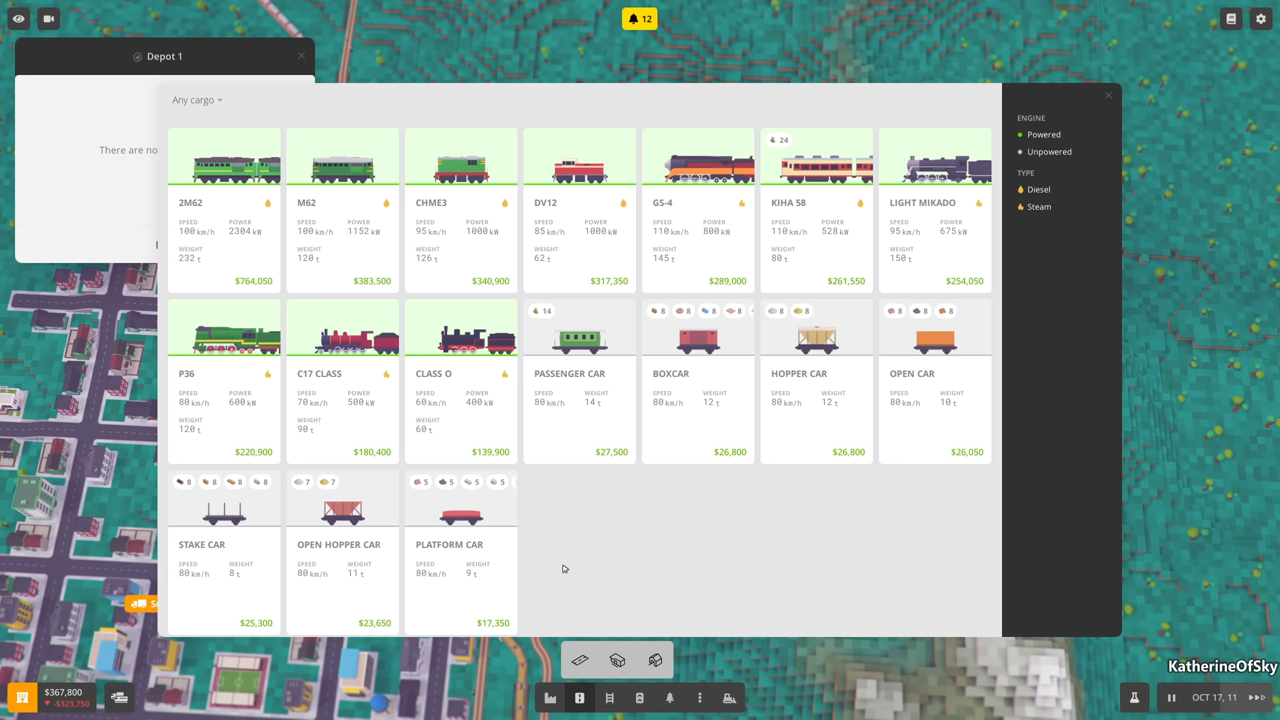 12
Depot 1
There are no
Any cargo
24
2M62
SPEED POWER
100 km/h 2304 kW
WEIGHT
232 t
$764,050
M62
SPEED POWER
100 km/h 1152 kW
WEIGHT
120 t
$383,500
CHME3
SPEED POWER
95 km/h 1000 kW
WEIGHT
126 t
$340,900
DV12
SPEED POWER
85 km/h 1000 kW
WEIGHT
62 t
$317,350
GS-4
SPEED POWER
110 km/h 800 kW
WEIGHT
145 t
$289,000
KIHA 58
SPEED POWER
110 km/h 528 kW
WEIGHT
80 t
$261,550
LIGHT MIKADO
SPEED POWER
95 km/h 675 kW
WEIGHT
150 t
$254,050
P36
SPEED POWER
80 km/h 600 kW
WEIGHT
120 t
$220,900
C17 CLASS
SPEED POWER
70 km/h 500 kW
WEIGHT
90 t
$180,400
CLASS O
SPEED POWER
60 km/h 400 kW
WEIGHT
60 t
$139,900
14
PASSENGER CAR
SPEED WEIGHT
80 km/h 14 t
$27,500
8 8 8 8
BOXCAR
SPEED WEIGHT
80 km/h 12 t
$26,800
8 8
HOPPER CAR
SPEED WEIGHT
80 km/h 12 t
$26,800
8 8 8
OPEN CAR
SPEED WEIGHT
80 km/h 10 t
$26,050
8 8 8 8
STAKE CAR
SPEED WEIGHT
80 km/h 8 t
$25,300
7 7
OPEN HOPPER CAR
SPEED WEIGHT
80 km/h 11 t
$23,650
5 5 5 5
PLATFORM CAR
SPEED WEIGHT
80 km/h 9 t
$17,350
ENGINE
Powered
Unpowered
TYPE
Diesel
Steam
KatherineOfSky
$367,800
-$323,750
OCT 17, 11